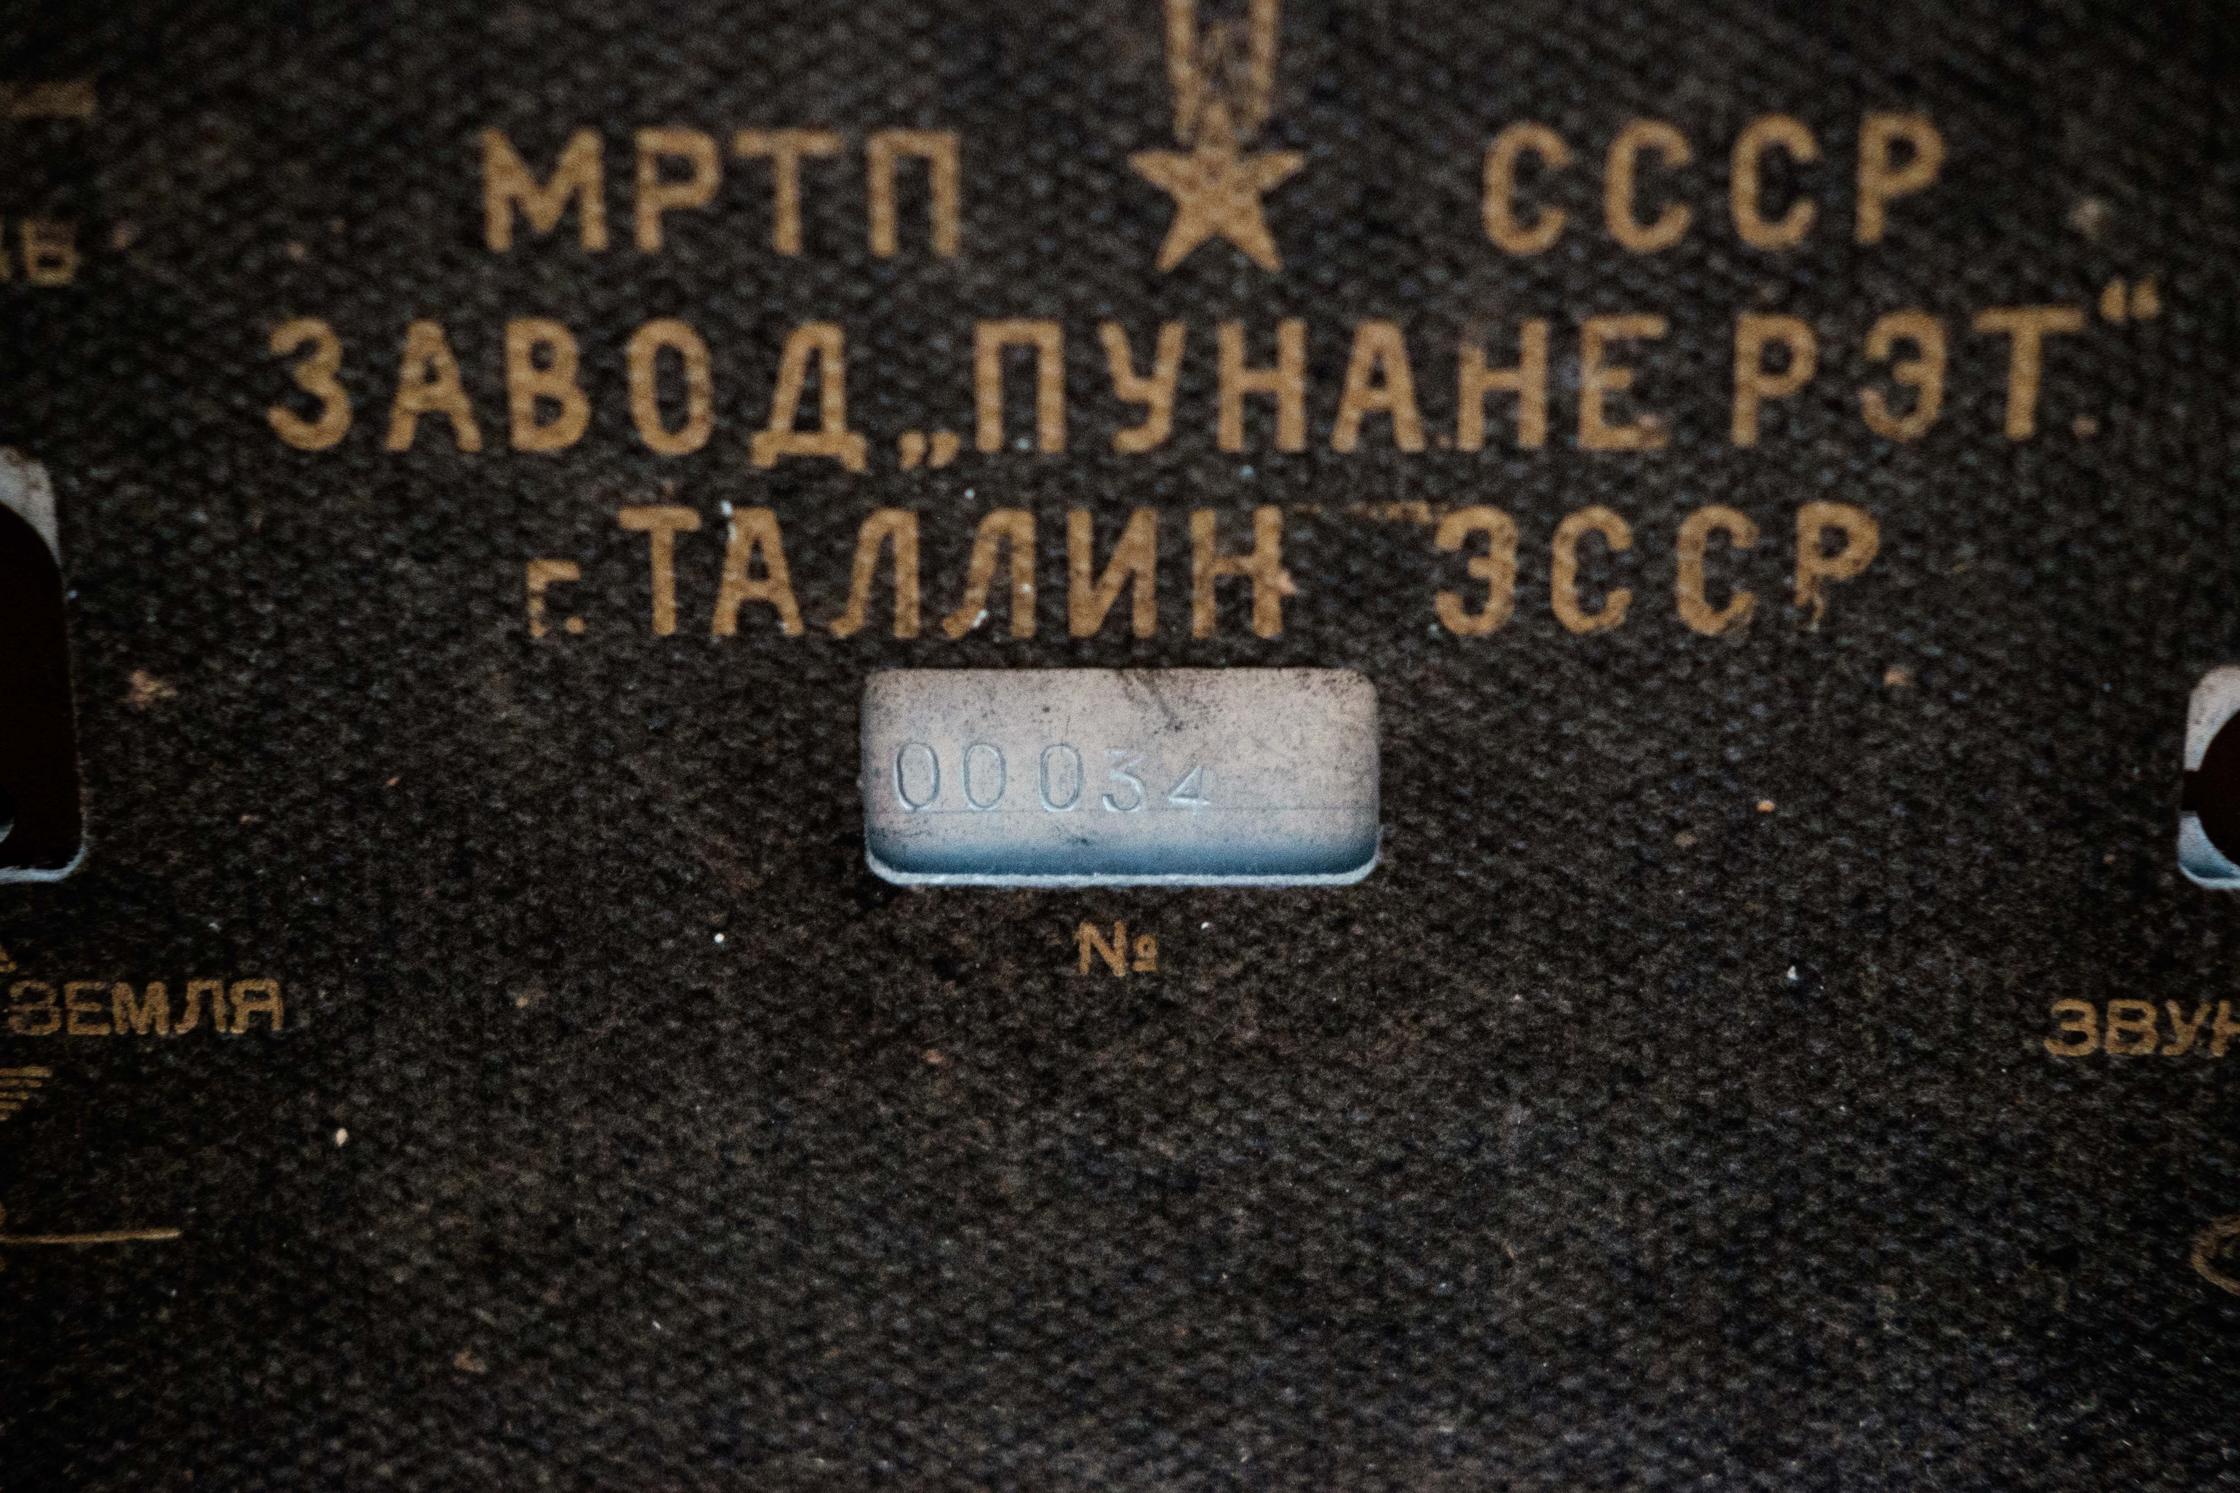 МРТП СССР
ЗАВОД „ПУНАНЕ РЭТ.“
г. ТАЛЛИН ЭССР
00034
№
ЗЕМЛЯ